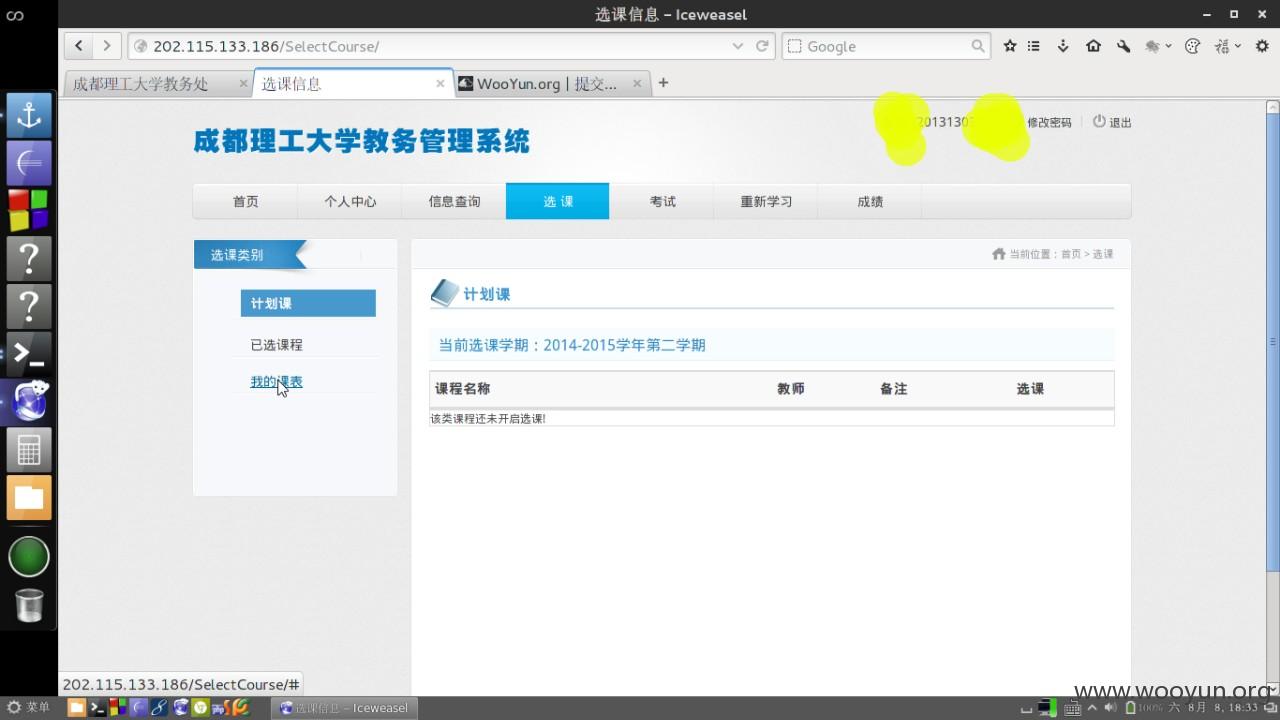 选课信息 – Iceweasel
202.115.133.186/SelectCourse/
Google
成都理工大学教务处
选课信息
WooYun.org | 提交...
成都理工大学教务管理系统
2013130
修改密码
退出
首页
个人中心
信息查询
选 课
考试
重新学习
成绩
选课类别
当前位置：首页 > 选课
计划课
计划课
已选课程
当前选课学期：2014-2015学年第二学期
我的课表
课程名称 教师 备注 选课
该类课程还未开启选课!
202.115.133.186/SelectCourse/#
www.wooyun.org
菜单
选课信息 – Iceweasel
100%
六 8月 8, 18:33